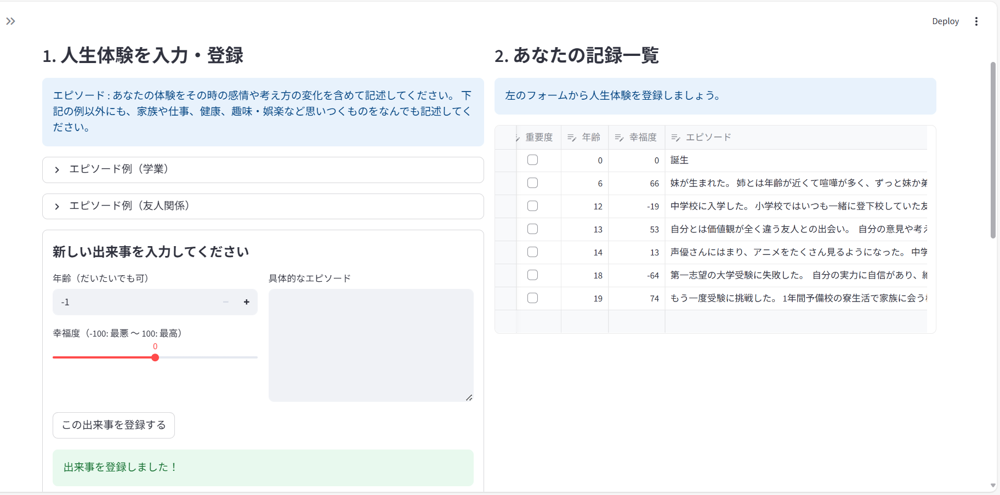 Deploy
1. 人生体験を入力・登録
エピソード : あなたの体験をその時の感情や考え方の変化を含めて記述してください。 下
記の例以外にも、家族や仕事、健康、趣味・娯楽など思いつくものをなんでも記述してく
ださい。
エピソード例（学業）
エピソード例（友人関係）
新しい出来事を入力してください
年齢（だいたいでも可）
-1
幸福度（-100: 最悪 ～ 100: 最高）
0
具体的なエピソード
この出来事を登録する
出来事を登録しました！
2. あなたの記録一覧
左のフォームから人生体験を登録しましょう。
重要度 年齢 幸福度 エピソード
0 0 誕生
6 66 妹が生まれた。 姉とは年齢が近くて喧嘩が多く、ずっと妹か弟
12 -19 中学校に入学した。 小学校ではいつも一緒に登下校していた友
13 53 自分とは価値観が全く違う友人との出会い。 自分の意見や考え
14 13 声優さんにはまり、アニメをたくさん見るようになった。 中学
18 -64 第一志望の大学受験に失敗した。 自分の実力に自信があり、
19 74 もう一度受験に挑戦した。 1年間予備校の寮生活で家族に会う